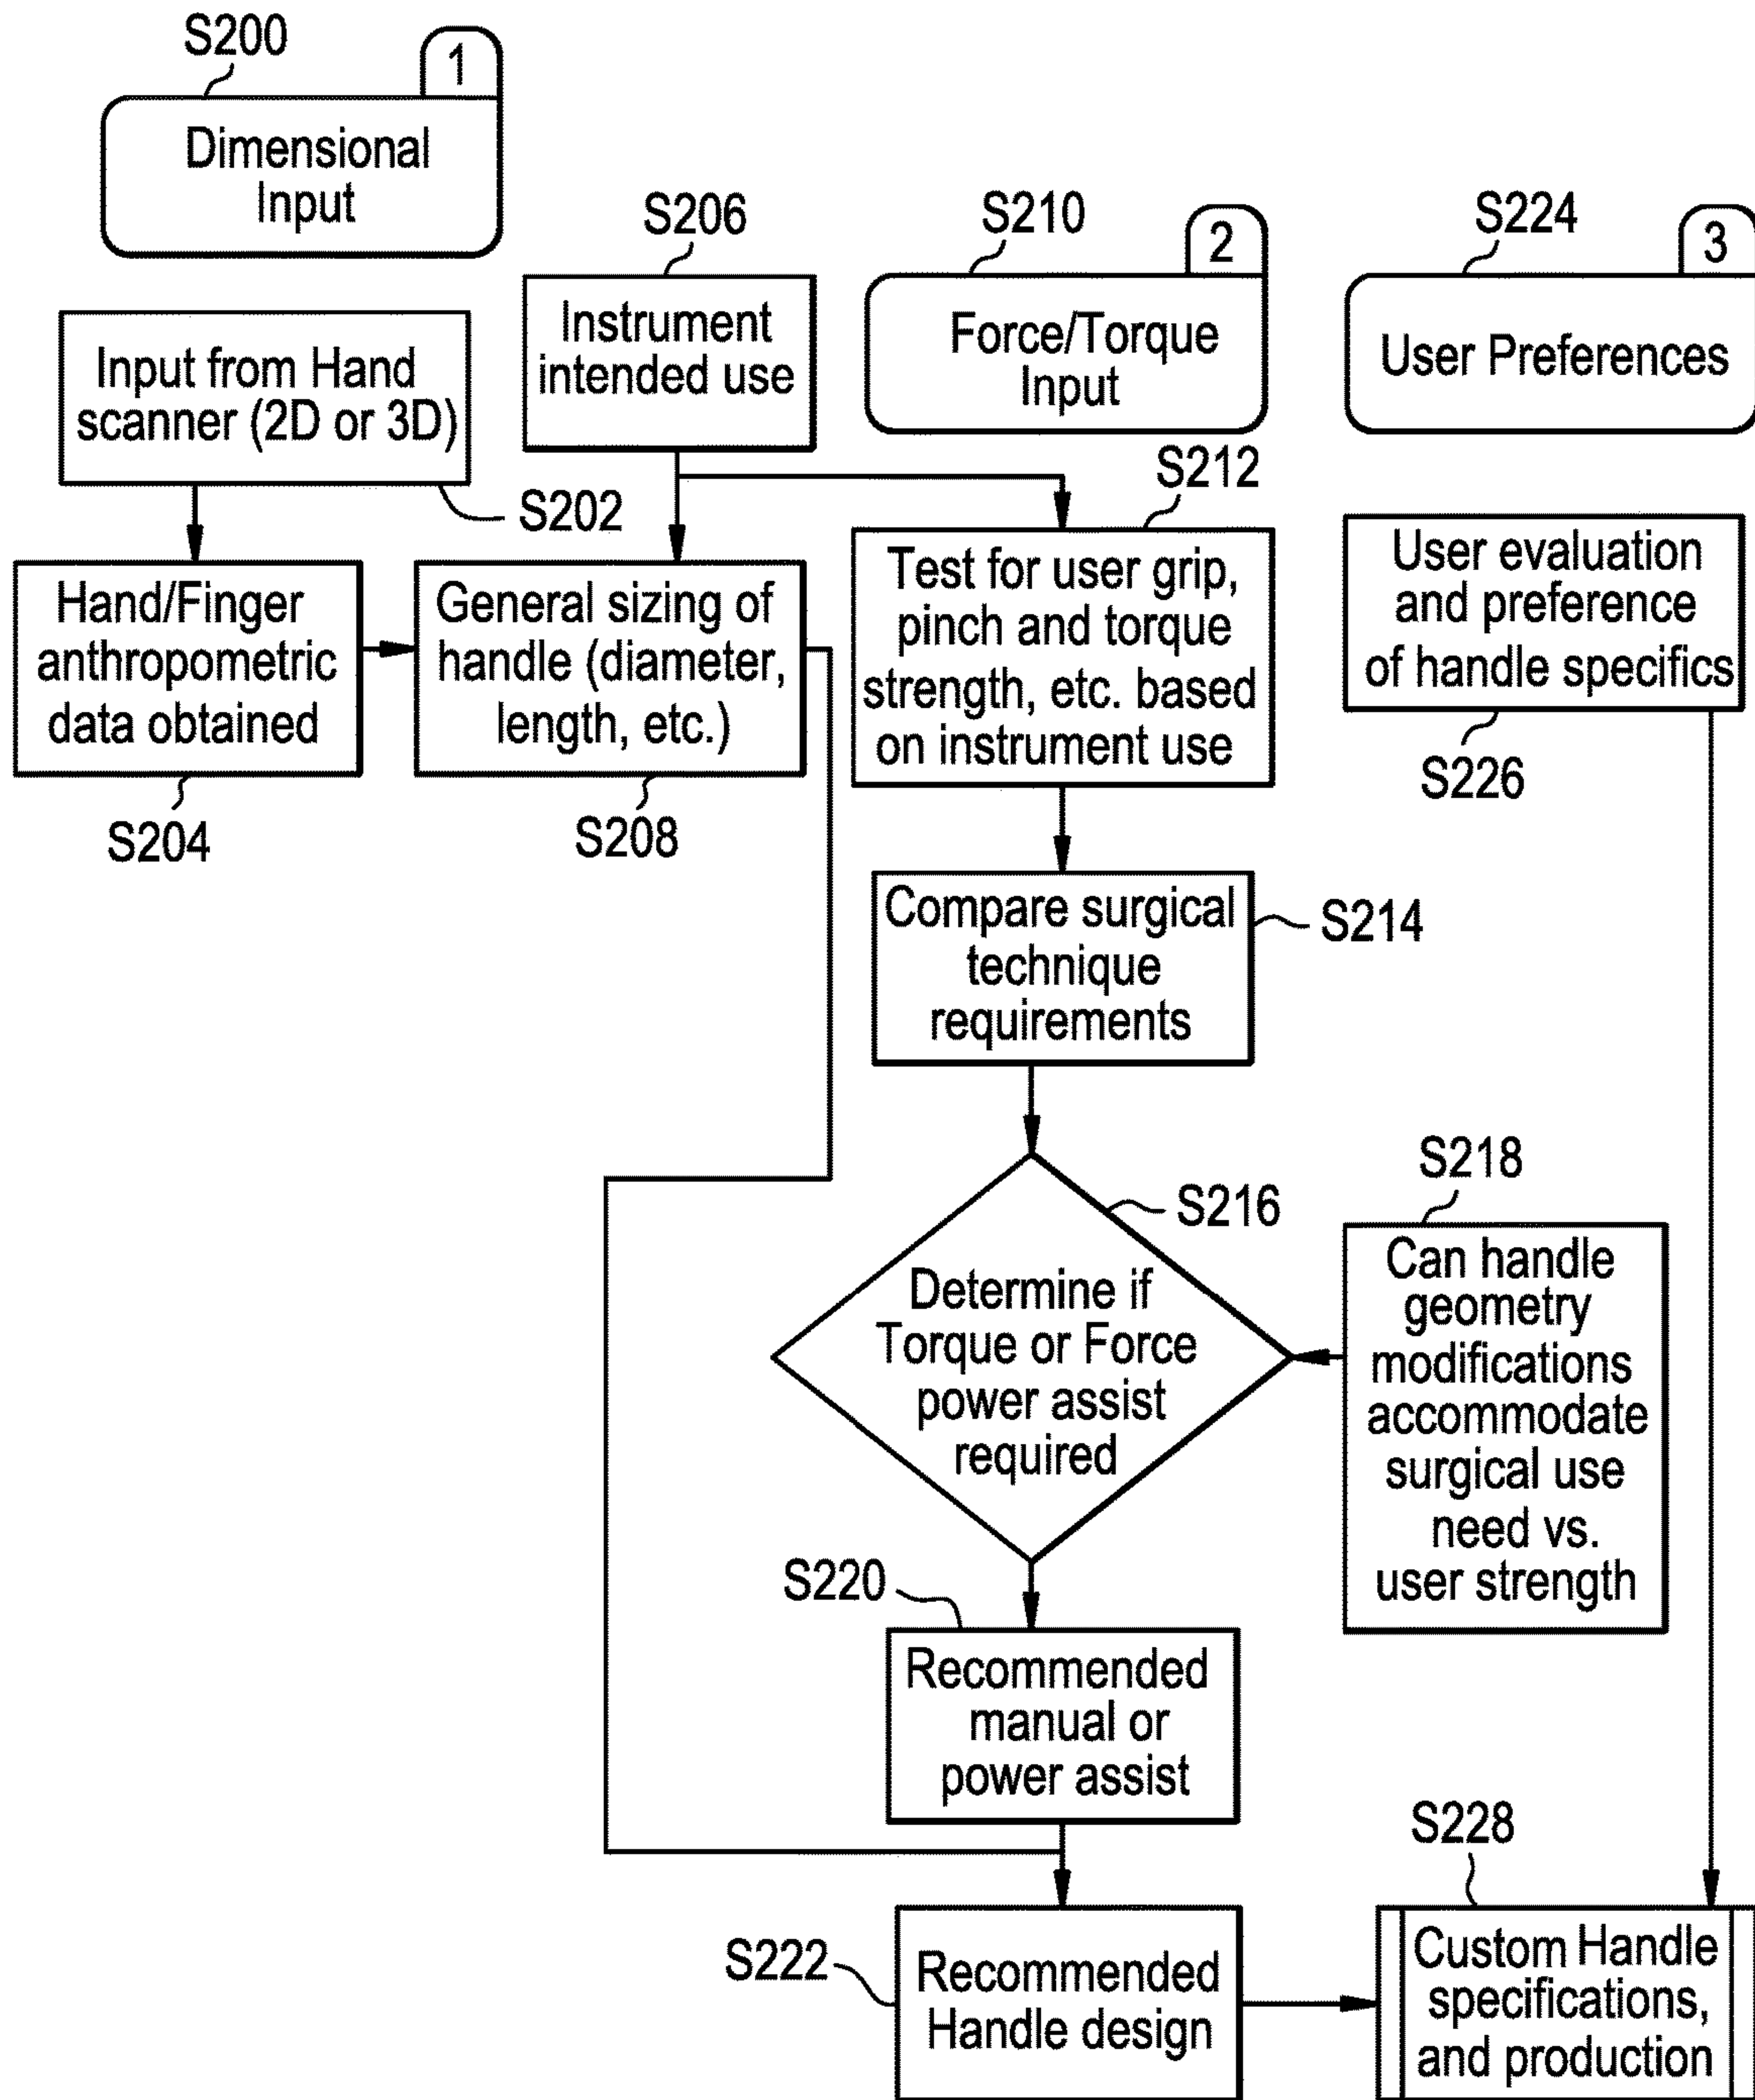 S200
1
Dimensional
Input
S206
Instrument
intended use
S210
2
Force/Torque
Input
S224
3
User Preferences
Input from Hand
scanner (2D or 3D)
S202
Hand/Finger
anthropometric
data obtained
S204
General sizing of
handle (diameter,
length, etc.)
S208
S212
Test for user grip,
pinch and torque
strength, etc. based
on instrument use
User evaluation
and preference
of handle specifics
S226
Compare surgical
technique
requirements
S214
S216
Determine if
Torque or Force
power assist
required
S218
Can handle
geometry
modifications
accommodate
surgical use
need vs.
user strength
S220
Recommended
manual or
power assist
S222
Recommended
Handle design
S228
Custom Handle
specifications,
and production